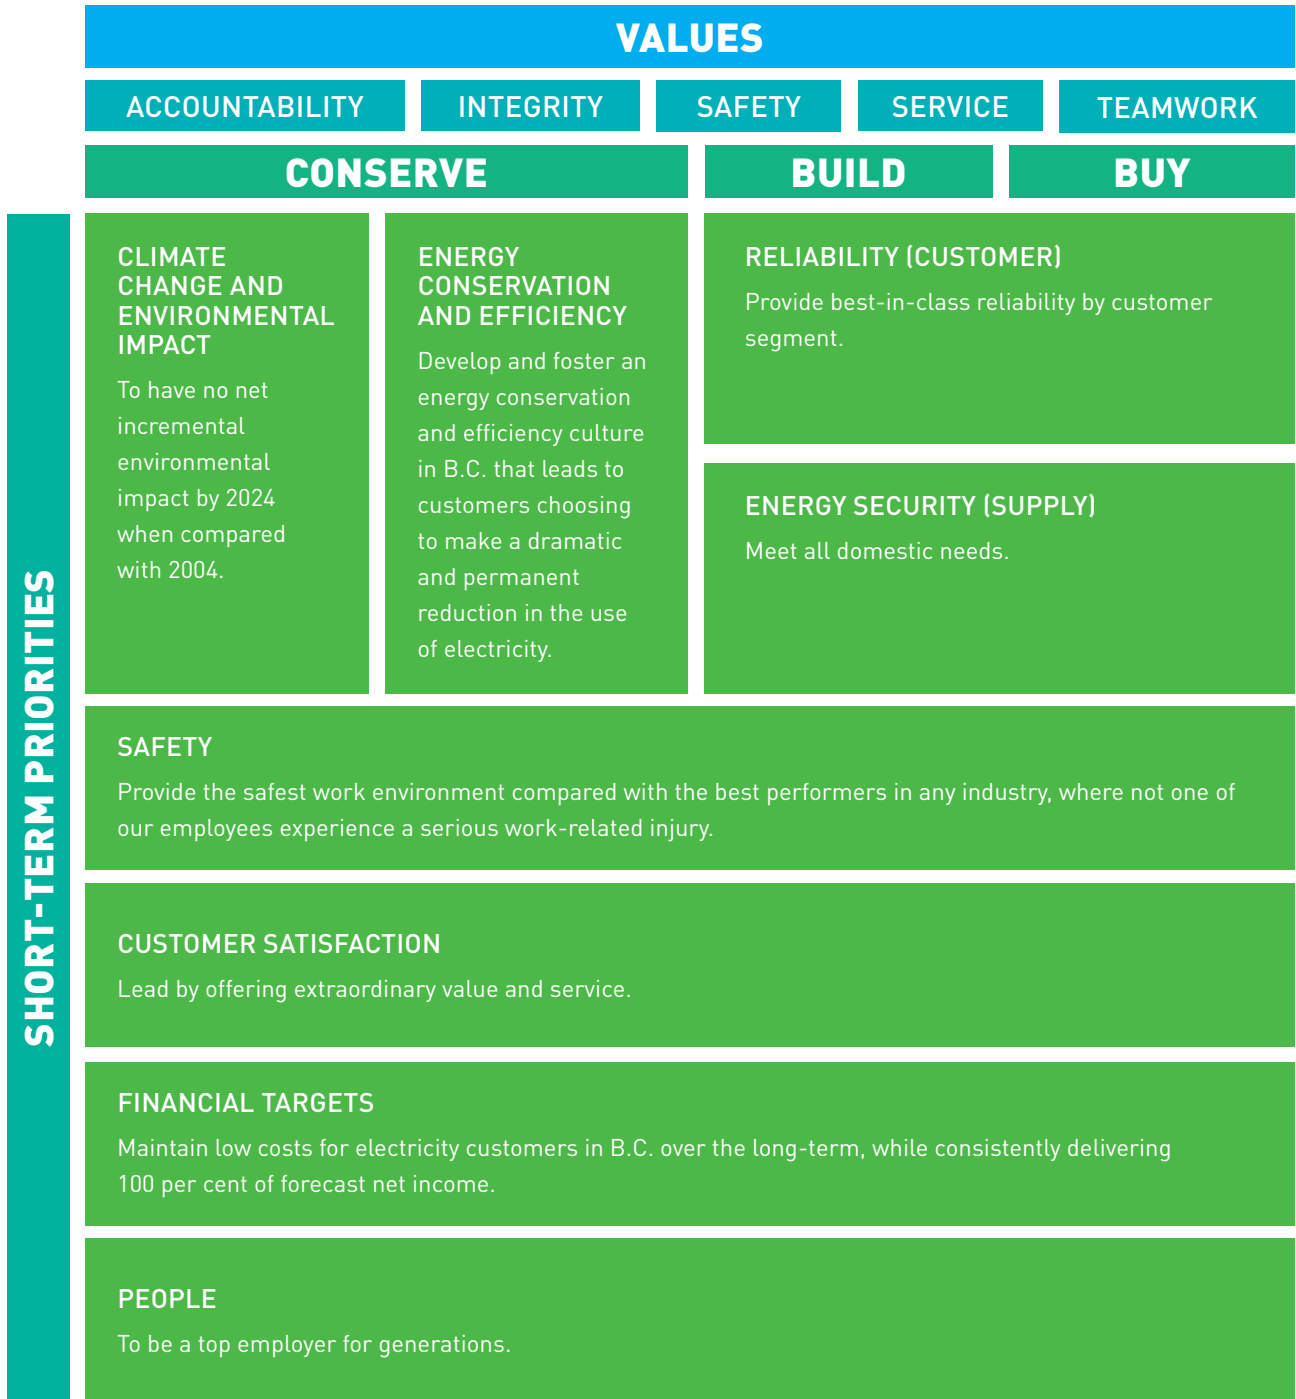 VALUES
ACCOUNTABILITY
INTEGRITY
SAFETY
SERVICE
TEAMWORK
CONSERVE
BUILD
BUY
SHORT-TERM PRIORITIES
CLIMATE
CHANGE AND
ENVIRONMENTAL
IMPACT
To have no net
incremental
environmental
impact by 2024
when compared
with 2004.
ENERGY
CONSERVATION
AND EFFICIENCY
Develop and foster an
energy conservation
and efficiency culture
in B.C. that leads to
customers choosing
to make a dramatic
and permanent
reduction in the use
of electricity.
RELIABILITY (CUSTOMER)
Provide best-in-class reliability by customer
segment.
ENERGY SECURITY (SUPPLY)
Meet all domestic needs.
SAFETY
Provide the safest work environment compared with the best performers in any industry, where not one of
our employees experience a serious work-related injury.
CUSTOMER SATISFACTION
Lead by offering extraordinary value and service.
FINANCIAL TARGETS
Maintain low costs for electricity customers in B.C. over the long-term, while consistently delivering
100 per cent of forecast net income.
PEOPLE
To be a top employer for generations.